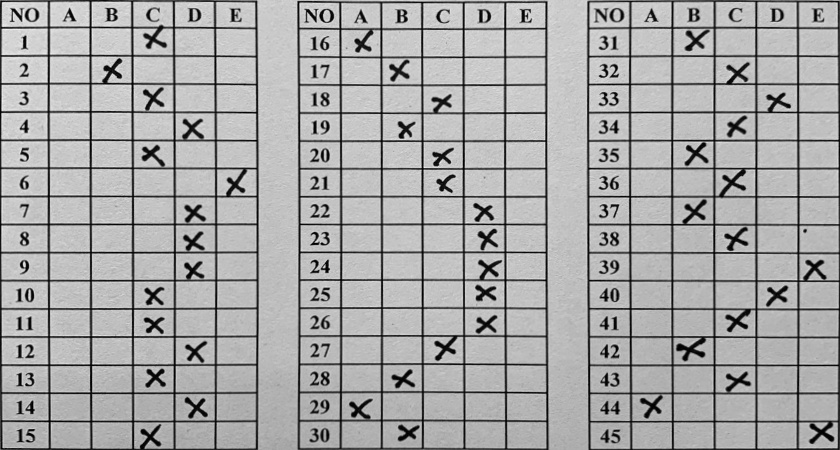 NO A B C D E NO A B C D E NO A B C D E
1 X 16 X 31 X
2 X 17 X 32 X
3 X 18 X 33 X
4 X 19 X 34 X
5 X 20 X 35 X
6 X 21 X 36 X
7 X 22 X 37 X
8 X 23 X 38 X
9 X 24 X 39 X
10 X 25 X 40 X
11 X 26 X 41 X
12 X 27 X 42 X
13 X 28 X 43 X
14 X 29 X 44 X
15 X 30 X 45 X